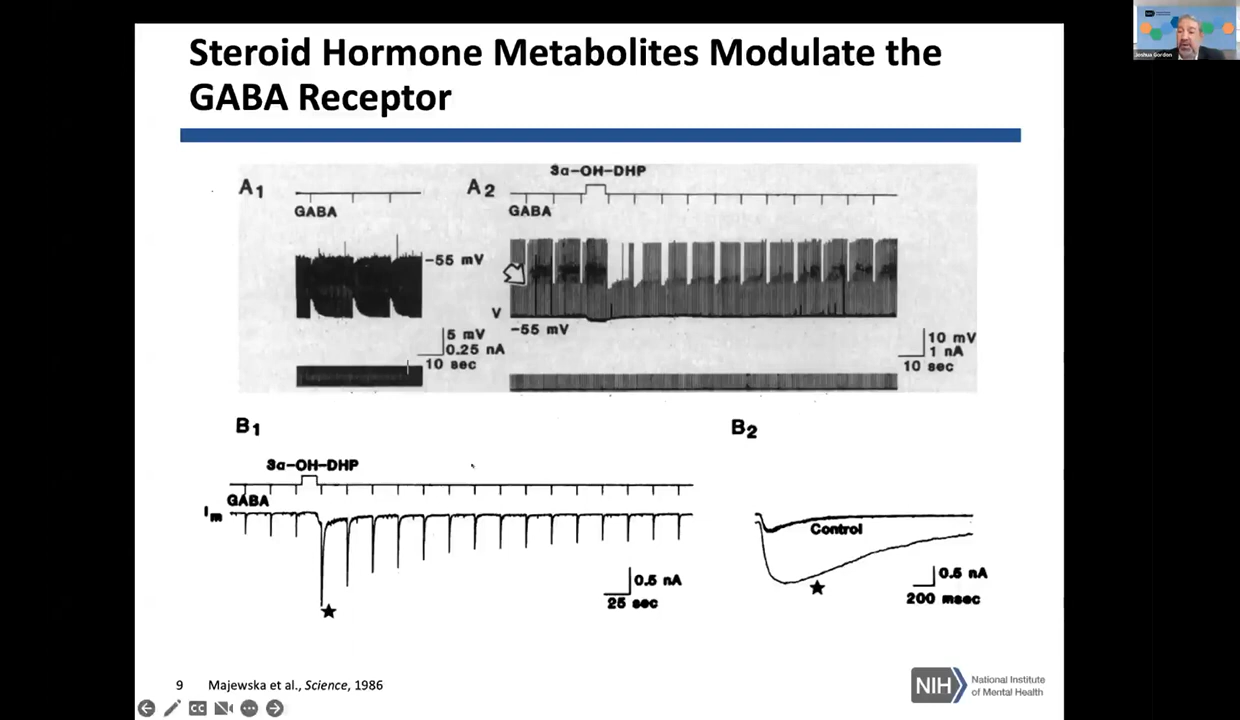 Steroid Hormone Metabolites Modulate the
GABA Receptor
Joshua Gordon
A1
GABA
-55 mV
5 mV
0.25 nA
10 sec
A2
3a-OH-DHP
GABA
V
-55 mV
10 mV
1 nA
10 sec
B1
3a-OH-DHP
GABA
Im
0.5 nA
25 sec
B2
Control
0.5 nA
200 msec
9 Majewska et al., Science, 1986
NIH
National Institute
of Mental Health
CC